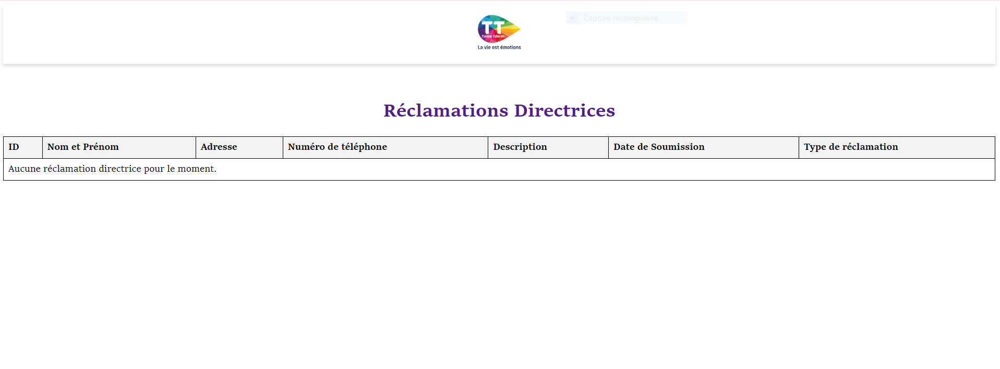 TT
Tunisie Telecom
La vie est émotions
Capture rectangulaire
Réclamations Directrices
ID Nom et Prénom Adresse Numéro de téléphone Description Date de Soumission Type de réclamation
Aucune réclamation directrice pour le moment.